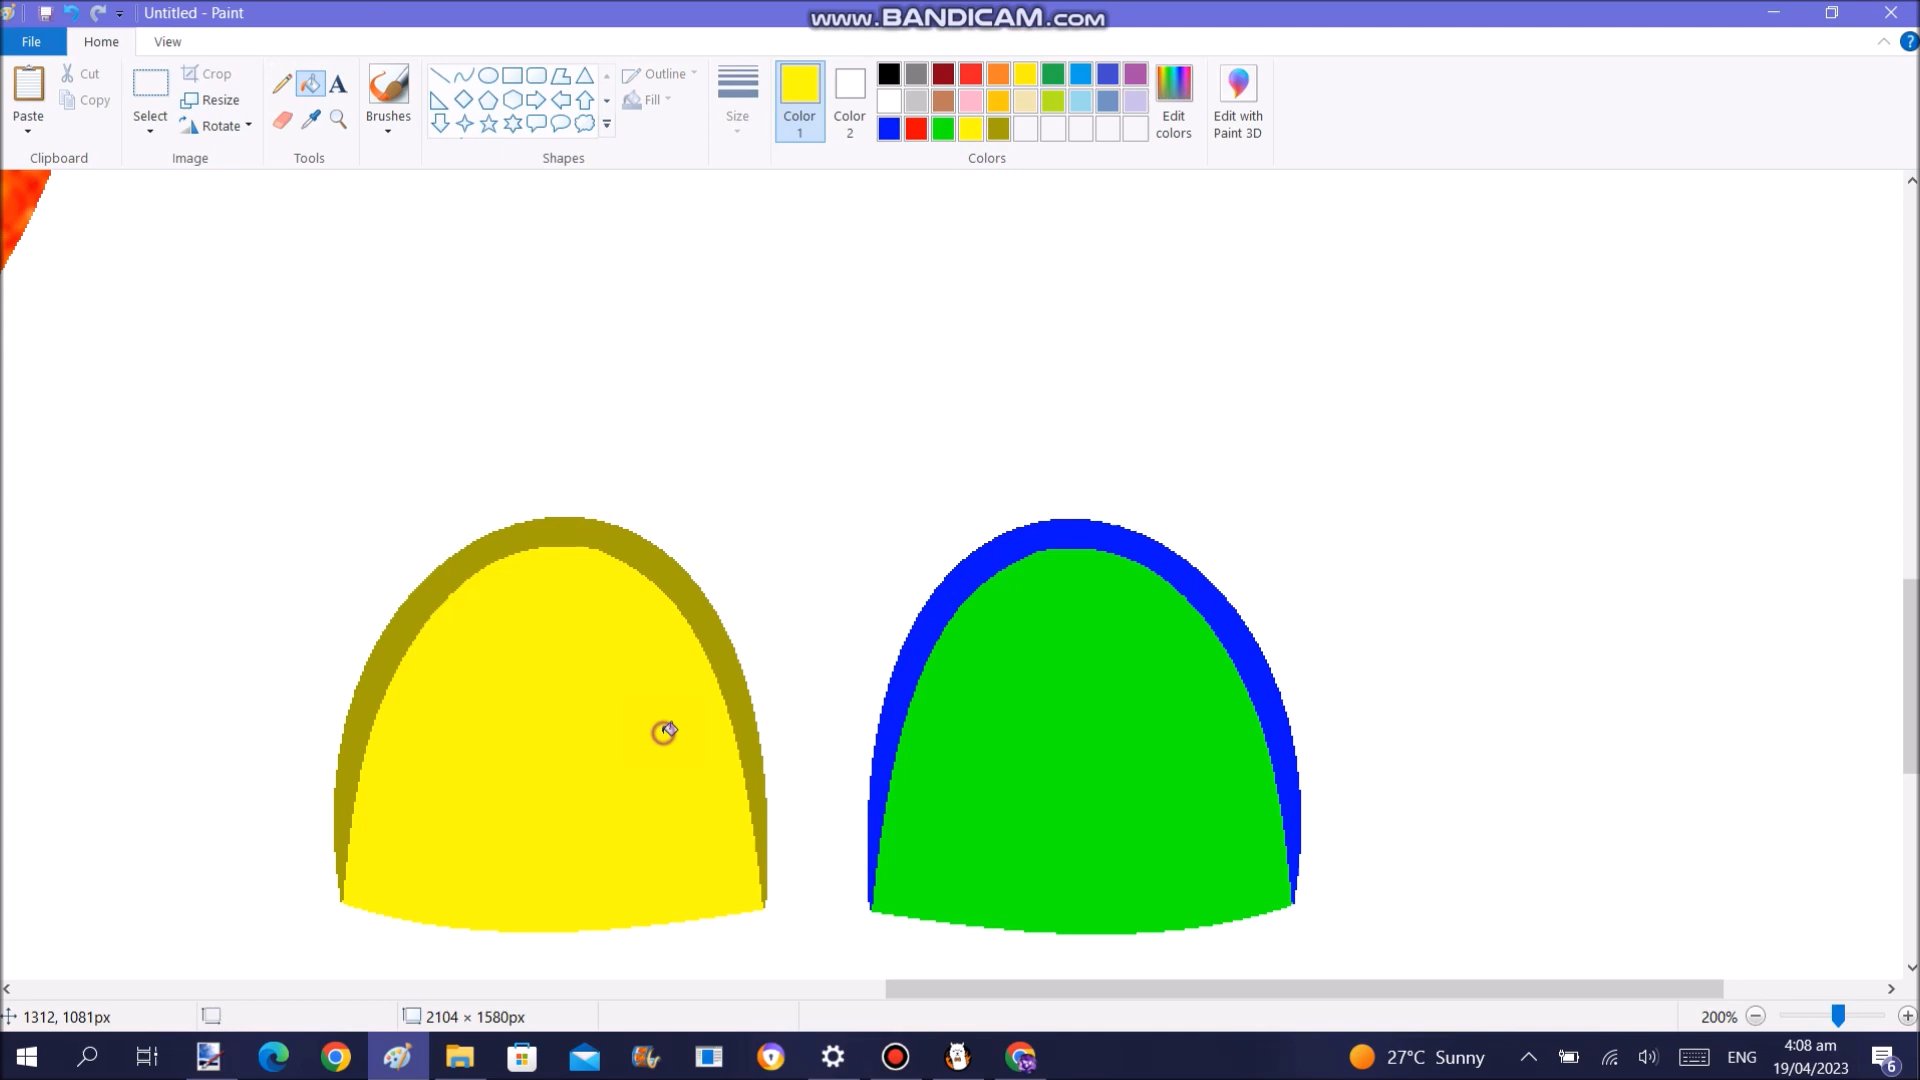 Untitled - Paint
www.BANDICAM.com
File
Home
View
Paste
Cut
Copy
Clipboard
Select
Crop
Resize
Rotate
Image
Tools
Brushes
Shapes
Outline
Fill
Size
Color
1
Color
2
Colors
Edit
colors
Edit with
Paint 3D
1312, 1081px
2104 × 1580px
200%
27°C Sunny
ENG
4:08 am
19/04/2023
6